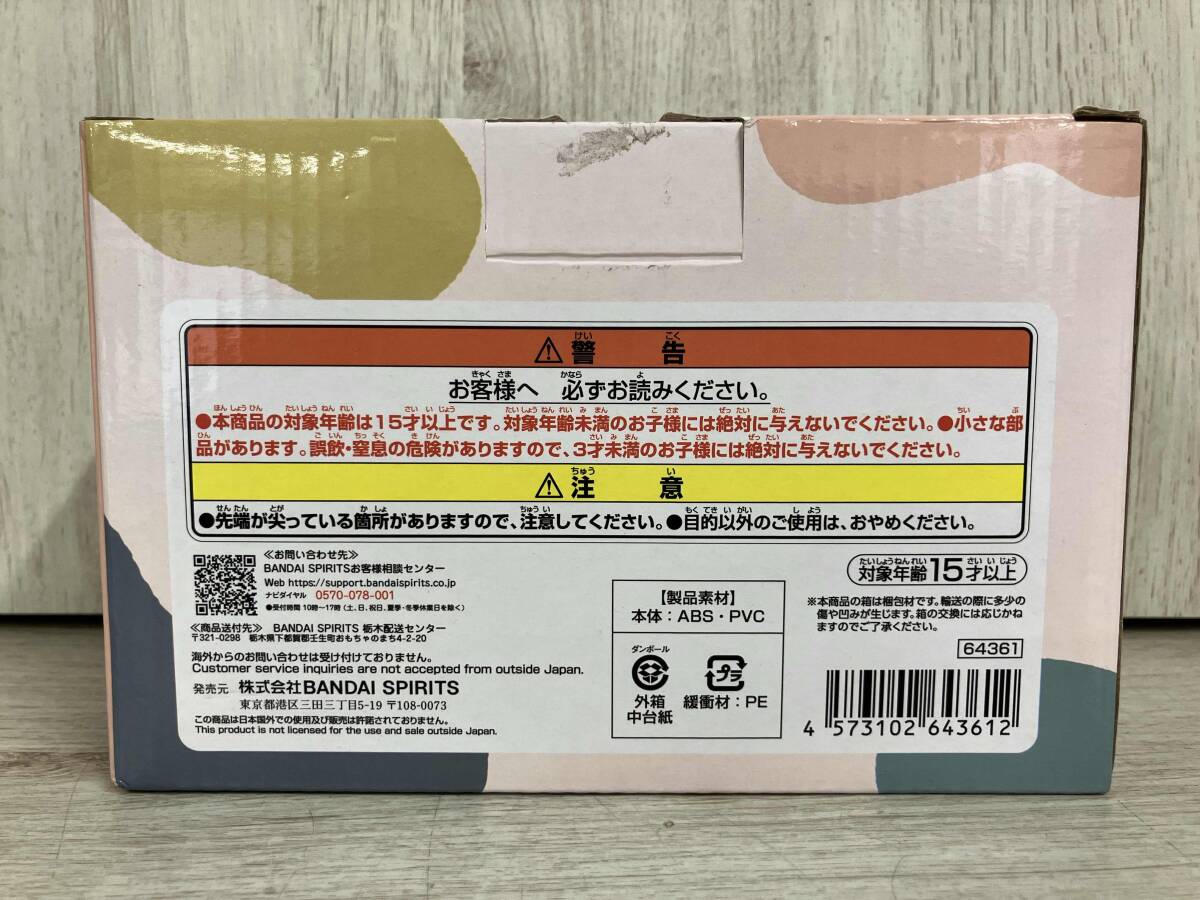 ⚠警告
お客様へ 必ずお読みください。
●本商品の対象年齢は15才以上です。対象年齢未満のお子様には絶対に与えないでください。●小さな部
品があります。誤飲・窒息の危険がありますので、3才未満のお子様には絶対に与えないでください。
⚠注意
●先端が尖っている箇所がありますので、注意してください。●目的以外のご使用は、おやめください。
≪お問い合わせ先≫
BANDAI SPIRITSお客様相談センター
Web https://support.bandaispirits.co.jp
ナビダイヤル 0570-078-001
●受付時間 10時〜17時(土、日、祝日、夏季・冬季休業日を除く)
≪商品送付先≫ BANDAI SPIRITS 栃木配送センター
〒321-0298 栃木県下都賀郡壬生町おもちゃのまち4-2-20
海外からのお問い合わせは受け付けておりません。
Customer service inquiries are not accepted from outside Japan.
発売元 株式会社BANDAI SPIRITS
東京都港区三田三丁目5-19 〒108-0073
この商品は日本国外での使用及び販売は許諾されておりません。
This product is not licensed for the use and sale outside Japan.
【製品素材】
本体:ABS・PVC
ダンボール
外箱
中台紙
プラ
緩衝材:PE
対象年齢15才以上
※本商品の箱は梱包材です。輸送の際に多少の
傷や凹みが生じます。箱の交換には応じかね
ますのでご了承ください。
64361
4 573102 643612